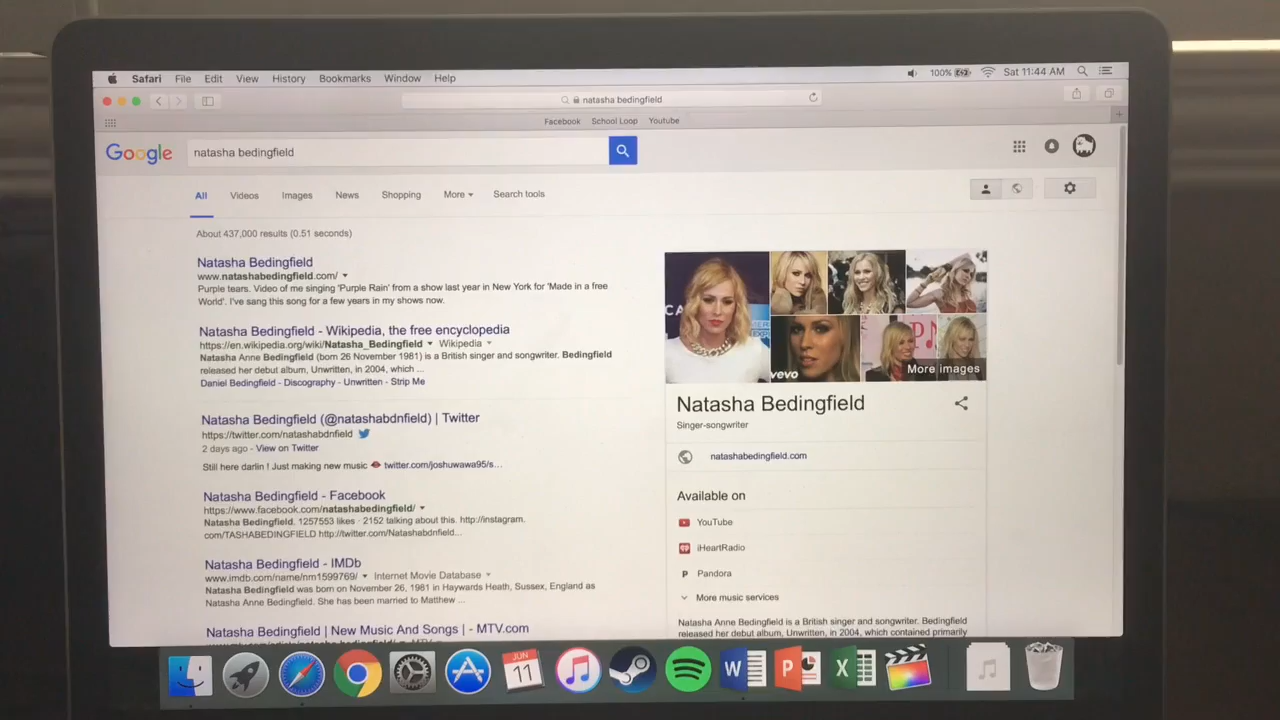 Safari File Edit View History Bookmarks Window Help
100% Sat 11:44 AM
natasha bedingfield
Facebook School Loop Youtube
Google
natasha bedingfield
All Videos Images News Shopping More Search tools
About 437,000 results (0.51 seconds)
Natasha Bedingfield
www.natashabedingfield.com/
Purple tears. Video of me singing 'Purple Rain' from a show last year in New York for 'Made in a free
World'. I've sang this song for a few years in my shows now.
Natasha Bedingfield - Wikipedia, the free encyclopedia
https://en.wikipedia.org/wiki/Natasha_Bedingfield Wikipedia
Natasha Anne Bedingfield (born 26 November 1981) is a British singer and songwriter. Bedingfield
released her debut album, Unwritten, in 2004, which ...
Daniel Bedingfield - Discography - Unwritten - Strip Me
Natasha Bedingfield (@natashabdnfield) | Twitter
https://twitter.com/natashabdnfield
2 days ago - View on Twitter
Still here darlin ! Just making new music twitter.com/joshuwawa95/s...
Natasha Bedingfield - Facebook
https://www.facebook.com/natashabedingfield/
Natasha Bedingfield. 1257553 likes · 2152 talking about this. http://instagram.
com/TASHABEDINGFIELD http://twitter.com/Natashabdnfield...
Natasha Bedingfield - IMDb
www.imdb.com/name/nm1599769/ Internet Movie Database
Natasha Bedingfield was born on November 26, 1981 in Haywards Heath, Sussex, England as
Natasha Anne Bedingfield. She has been married to Matthew ...
Natasha Bedingfield | New Music And Songs | - MTV.com
vevo
More images
Natasha Bedingfield
Singer-songwriter
natashabedingfield.com
Available on
YouTube
iHeartRadio
Pandora
More music services
Natasha Anne Bedingfield is a British singer and songwriter. Bedingfield
released her debut album, Unwritten, in 2004, which contained primarily
JUN
11